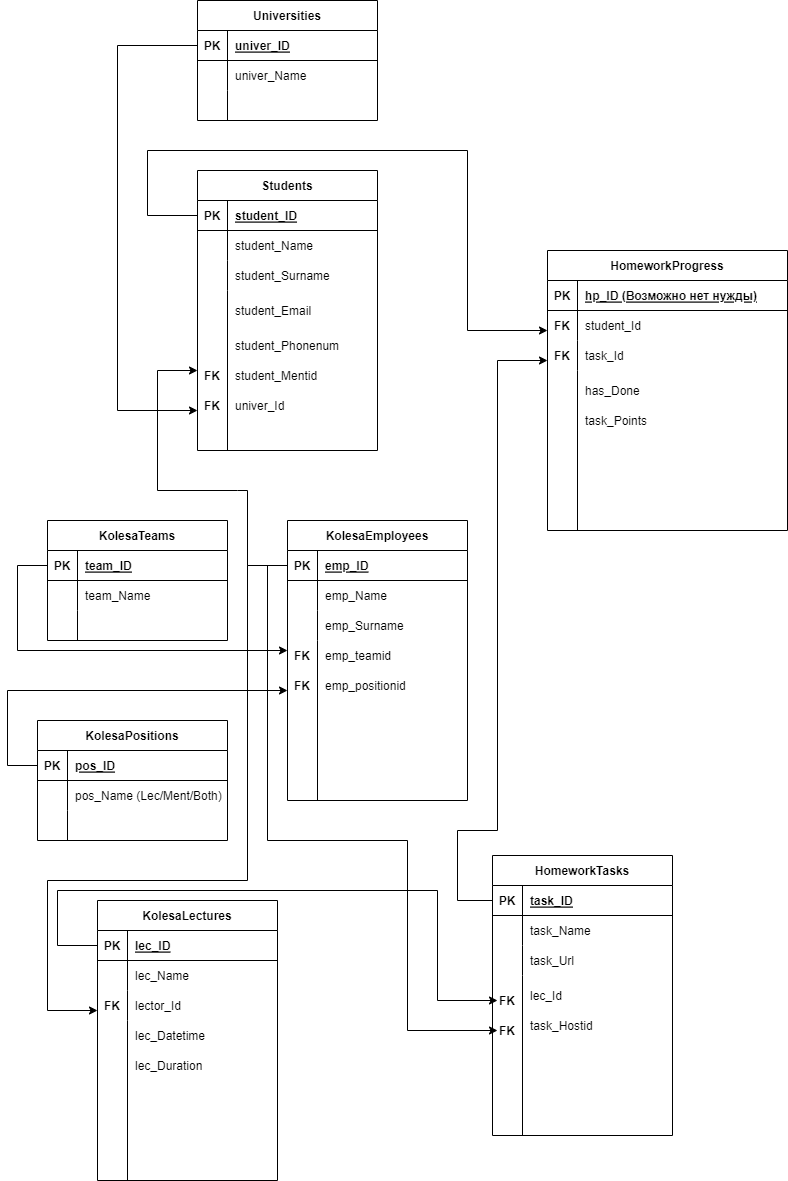 Universities
PK univer_ID
univer_Name
Students
PK student_ID
student_Name
student_Surname
student_Email
student_Phonenum
FK student_Mentid
FK univer_Id
HomeworkProgress
PK hp_ID (Возможно нет нужды)
FK student_Id
FK task_Id
has_Done
task_Points
KolesaTeams
PK team_ID
team_Name
KolesaEmployees
PK emp_ID
emp_Name
emp_Surname
FK emp_teamid
FK emp_positionid
KolesaPositions
PK pos_ID
pos_Name (Lec/Ment/Both)
KolesaLectures
PK lec_ID
lec_Name
FK lector_Id
lec_Datetime
lec_Duration
HomeworkTasks
PK task_ID
task_Name
task_Url
FK lec_Id
FK task_Hostid